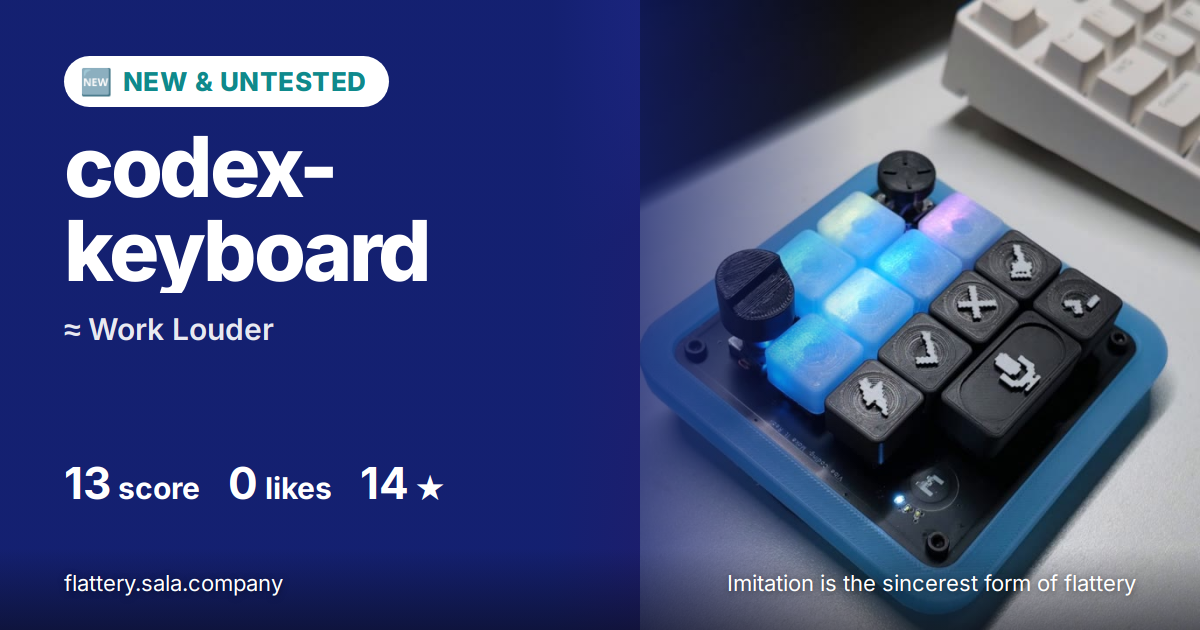 🆕 NEW & UNTESTED
codex-
keyboard
≈ Work Louder
13 score 0 likes 14 ★
flattery.sala.company
Imitation is the sincerest form of flattery